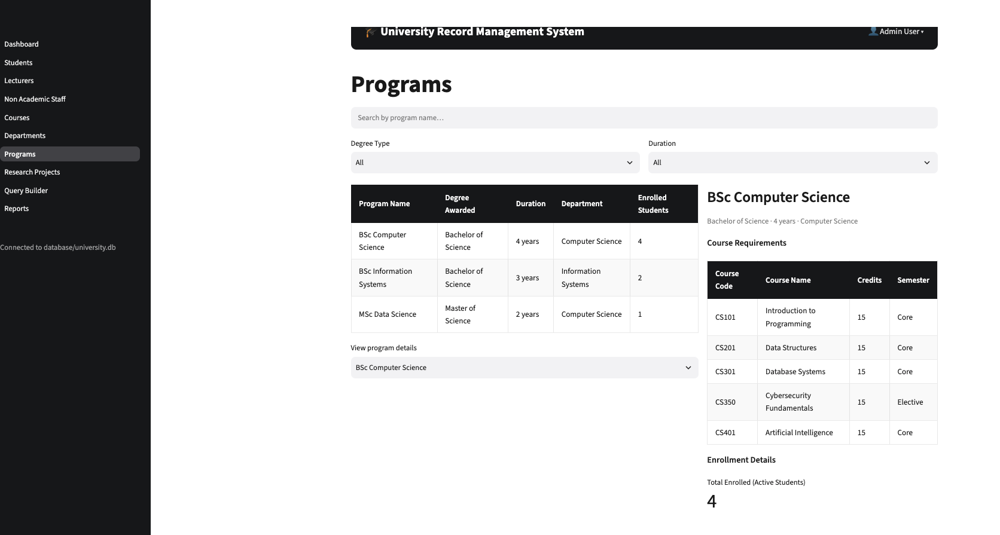 Dashboard
Students
Lecturers
Non Academic Staff
Courses
Departments
Programs
Research Projects
Query Builder
Reports
Connected to database/university.db
🎓 University Record Management System
👤 Admin User ▾
Programs
Search by program name…
Degree Type
Duration
All
All
Program Name
Degree
Awarded
Duration
Department
Enrolled
Students
BSc Computer
Science
Bachelor of
Science
4 years
Computer Science
4
BSc Information
Systems
Bachelor of
Science
3 years
Information
Systems
2
MSc Data Science
Master of
Science
2 years
Computer Science
1
View program details
BSc Computer Science
BSc Computer Science
Bachelor of Science · 4 years · Computer Science
Course Requirements
Course
Code
Course Name
Credits
Semester
CS101
Introduction to
Programming
15
Core
CS201
Data Structures
15
Core
CS301
Database Systems
15
Core
CS350
Cybersecurity
Fundamentals
15
Elective
CS401
Artificial Intelligence
15
Core
Enrollment Details
Total Enrolled (Active Students)
4